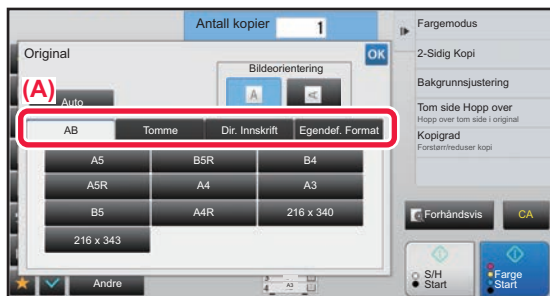 Antall kopier 1
Original
OK
Bildeorientering
(A)
Auto
A
A
AB Tomme Dir. Innskrift Egendef. Format
A5 B5R B4
A5R A4 A3
B5 A4R 216 x 340
216 x 343
Andre
A3
Fargemodus
2-Sidig Kopi
Bakgrunnsjustering
Tom side Hopp over
Hopp over tom side i original
Kopigrad
Forstørr/reduser kopi
Forhåndsvis CA
S/H
Start
Farge
Start